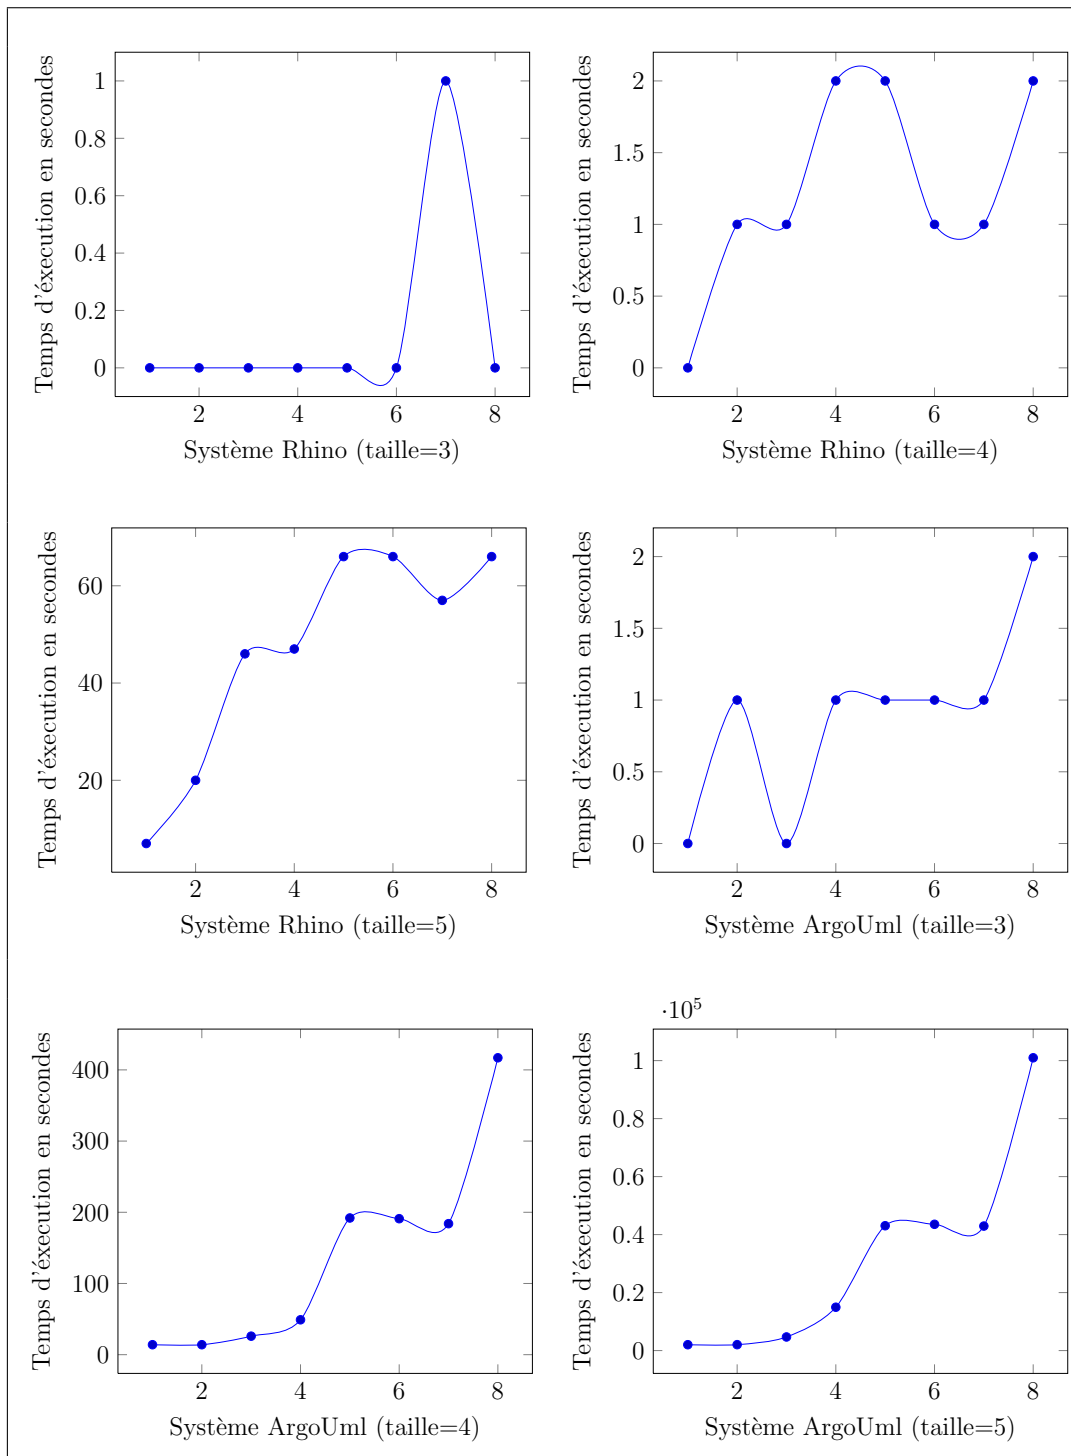 Temps d'éxecution en secondes
1
0.8
0.6
0.4
0.2
0
2 4 6 8
Système Rhino (taille=3)
Temps d'éxecution en secondes
2
1.5
1
0.5
0
2 4 6 8
Système Rhino (taille=4)
Temps d'éxecution en secondes
60
40
20
2 4 6 8
Système Rhino (taille=5)
Temps d'éxecution en secondes
2
1.5
1
0.5
0
2 4 6 8
Système ArgoUml (taille=3)
Temps d'éxecution en secondes
400
300
200
100
0
2 4 6 8
Système ArgoUml (taille=4)
·10⁵
Temps d'éxecution en secondes
1
0.8
0.6
0.4
0.2
0
2 4 6 8
Système ArgoUml (taille=5)